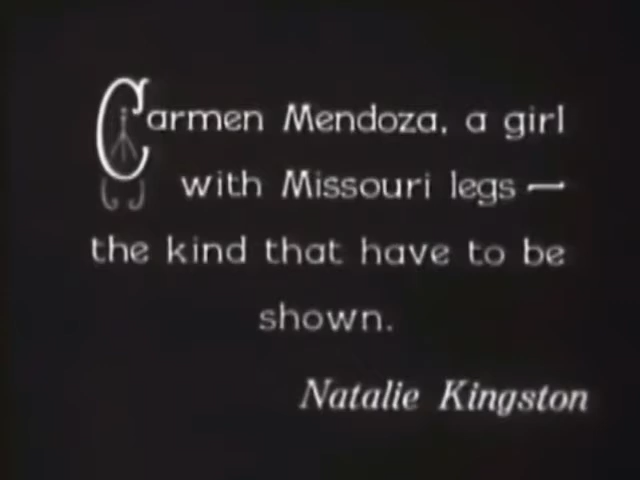 Carmen Mendoza, a girl
with Missouri legs —
the kind that have to be
shown.
Natalie Kingston